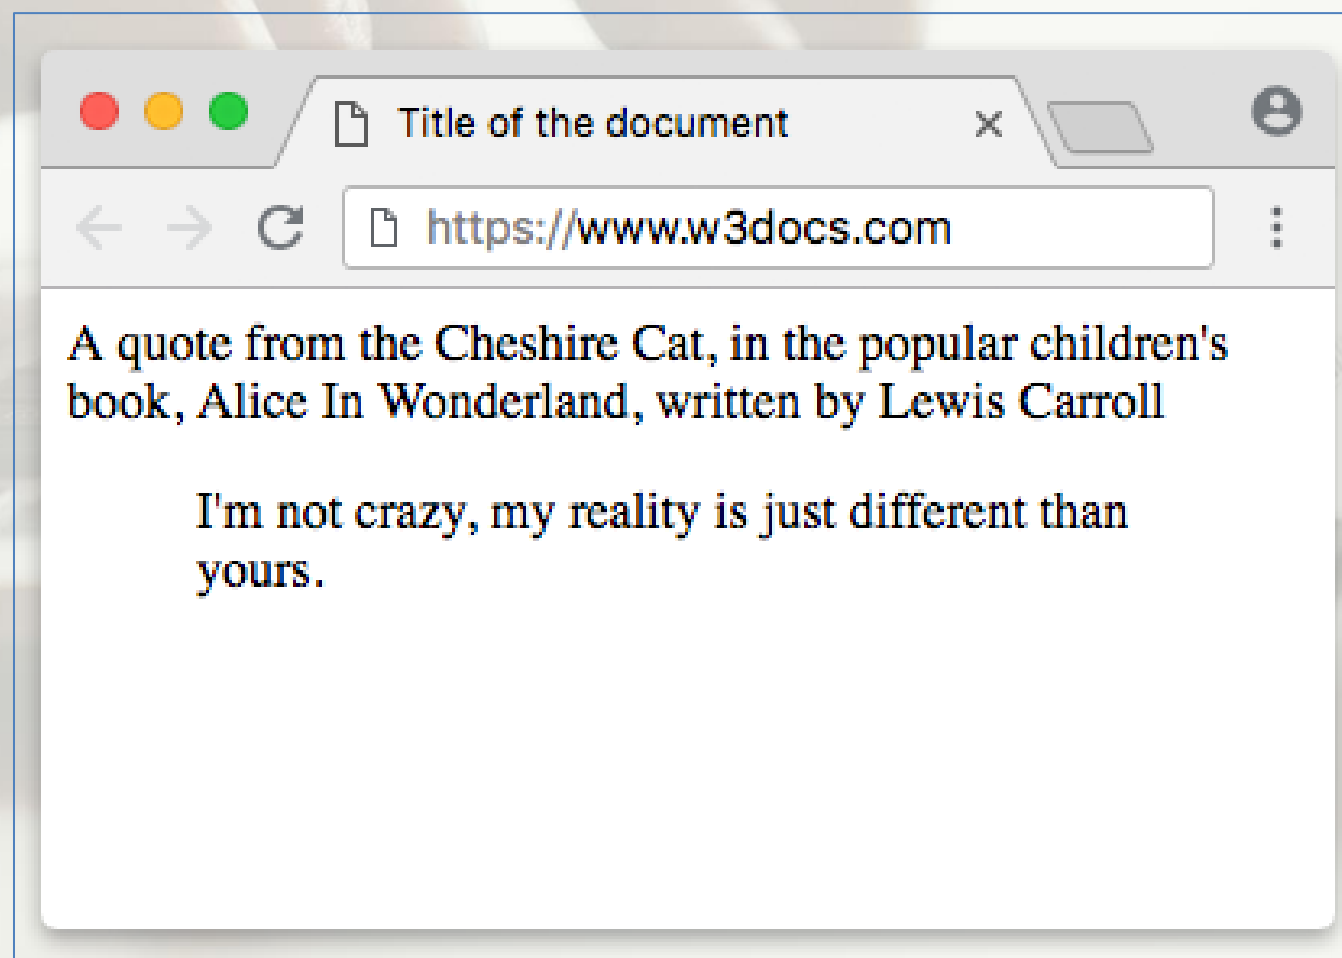 Title of the document
https://www.w3docs.com
A quote from the Cheshire Cat, in the popular children's
book, Alice In Wonderland, written by Lewis Carroll
I'm not crazy, my reality is just different than
yours.